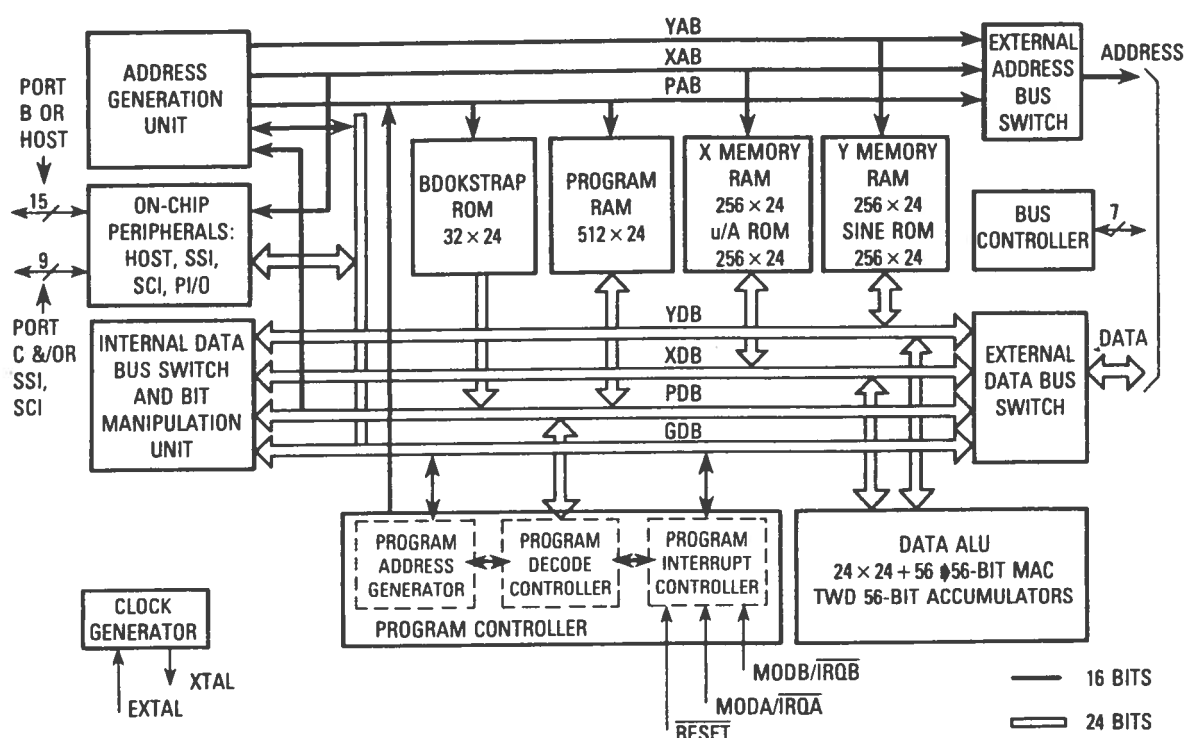 YAB
XAB
PAB
ADDRESS
GENERATION
UNIT
EXTERNAL
ADDRESS
BUS
SWITCH
ADDRESS
PORT
B OR
HOST
15
9
PORT
C &/OR
SSI,
SCI
ON-CHIP
PERIPHERALS:
HOST, SSI,
SCI, PI/O
BDOKSTRAP
ROM
32 × 24
PROGRAM
RAM
512 × 24
X MEMORY
RAM
256 × 24
u/A ROM
256 × 24
Y MEMORY
RAM
256 × 24
SINE ROM
256 × 24
BUS
CONTROLLER
7
INTERNAL DATA
BUS SWITCH
AND BIT
MANIPULATION
UNIT
YDB
XDB
PDB
GDB
EXTERNAL
DATA BUS
SWITCH
DATA
PROGRAM
ADDRESS
GENERATOR
PROGRAM
DECODE
CONTROLLER
PROGRAM
INTERRUPT
CONTROLLER
PROGRAM CONTROLLER
DATA ALU
24 × 24 + 56 56-BIT MAC
TWD 56-BIT ACCUMULATORS
CLOCK
GENERATOR
XTAL
EXTAL
MODB/IRQB
MODA/IRQA
RESET
16 BITS
24 BITS